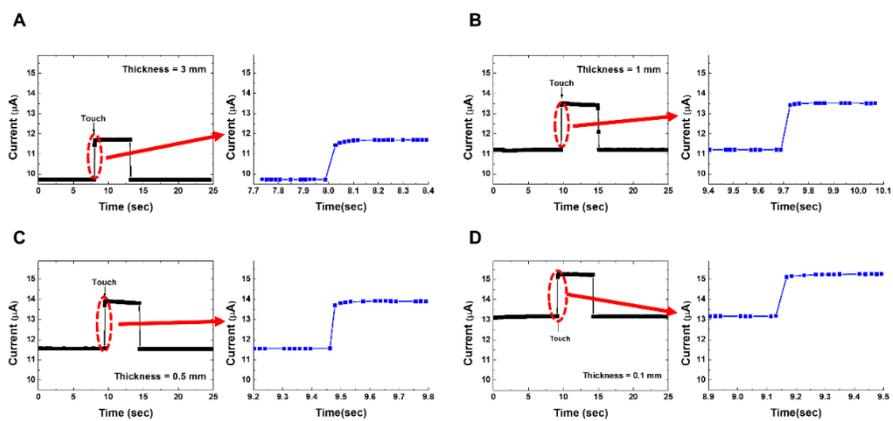 A
Current (μA)
15
14
13
12
11
10
Thickness = 3 mm
Touch
0 5 10 15 20 25
Time (sec)
Current (μA)
15
14
13
12
11
10
7.7 7.8 7.9 8.0 8.1 8.2 8.3 8.4
Time(sec)
B
Current (μA)
15
14
13
12
11
10
Thickness = 1 mm
Touch
0 5 10 15 20 25
Time (sec)
Current (μA)
15
14
13
12
11
10
9.4 9.5 9.6 9.7 9.8 9.9 10.0 10.1
Time(sec)
C
Current (μA)
15
14
13
12
11
10
Touch
Thickness = 0.5 mm
0 5 10 15 20 25
Time (sec)
Current (μA)
15
14
13
12
11
10
9.2 9.3 9.4 9.5 9.6 9.7 9.8
Time(sec)
D
Current (μA)
15
14
13
12
11
10
Touch
Thickness = 0.1 mm
0 5 10 15 20 25
Time (sec)
Current (μA)
15
14
13
12
11
10
8.9 9.0 9.1 9.2 9.3 9.4 9.5
Time(sec)